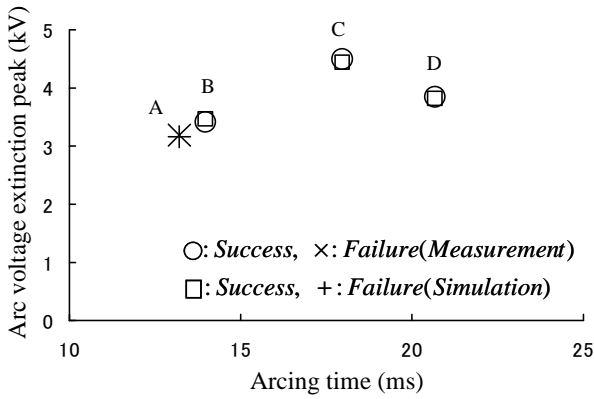 Arc voltage extinction peak (kV)
5
4
3
2
1
0
A
B
C
D
○: Success, ×: Failure(Measurement)
□: Success, +: Failure(Simulation)
10
15
20
25
Arcing time (ms)